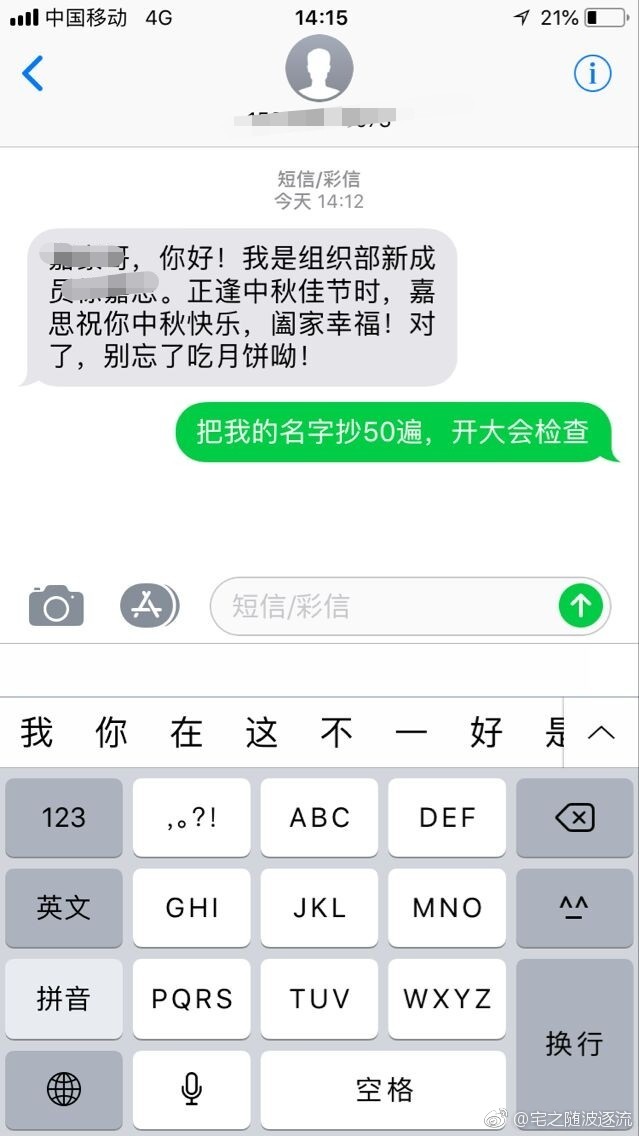 中国移动 4G 14:15 21%
短信/彩信
今天 14:12
哥，你好！我是组织部新成
员 。正逢中秋佳节时，嘉
思祝你中秋快乐，阖家幸福！对
了，别忘了吃月饼呦！
把我的名字抄50遍，开大会检查
短信/彩信
我 你 在 这 不 一 好 是
123 ,。?! ABC DEF
英文 GHI JKL MNO ^^
拼音 PQRS TUV WXYZ
换行
空格
@宅之随波逐流